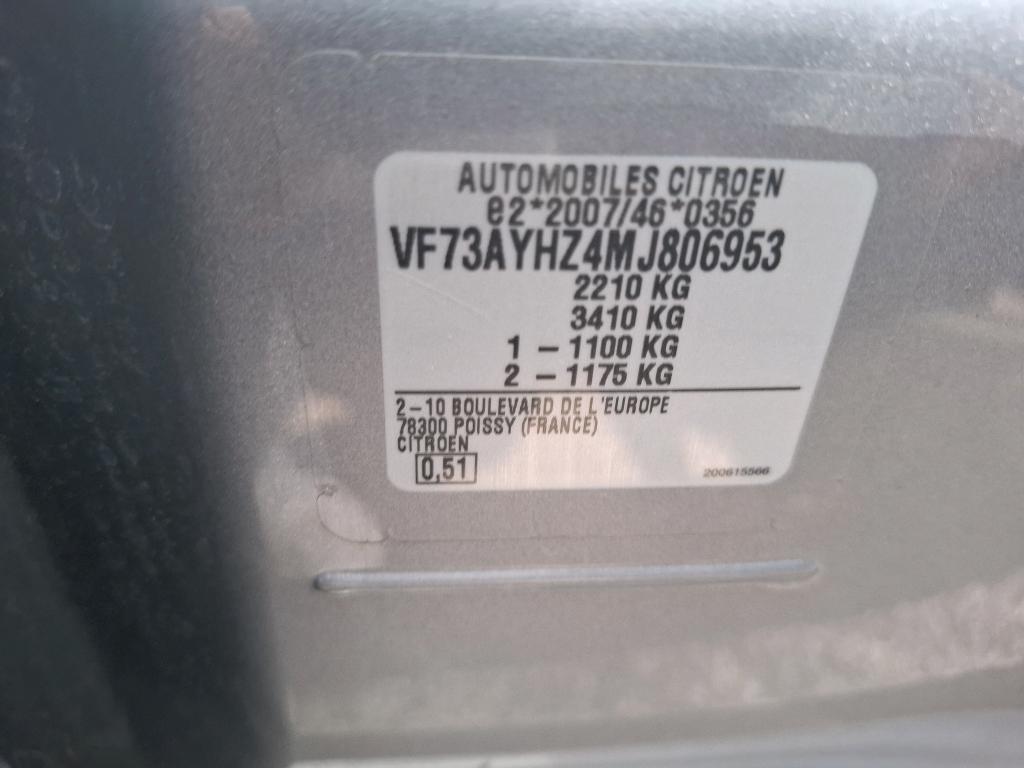 AUTOMOBILES CITROEN
e2*2007/46*0356
VF73AYHZ4MJ806953
2210 KG
3410 KG
1 – 1100 KG
2 – 1175 KG
2–10 BOULEVARD DE L'EUROPE
78300 POISSY (FRANCE)
CITROEN
0,51
200615566